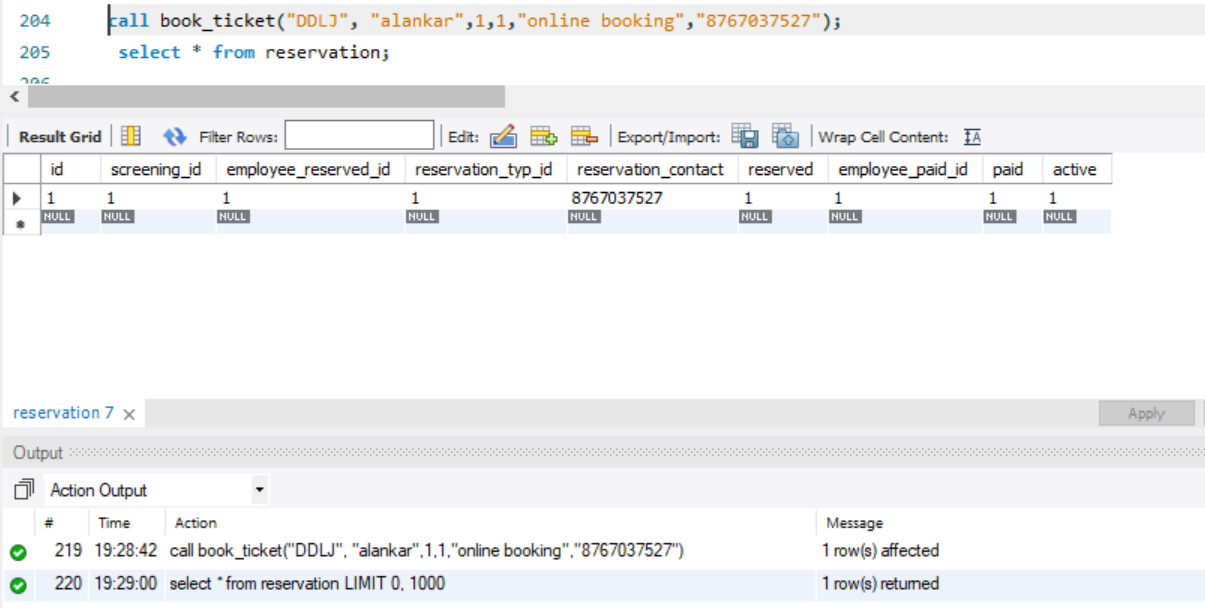 204 call book_ticket("DDLJ", "alankar",1,1,"online booking","8767037527");
205 select * from reservation;
Result Grid Filter Rows: Edit: Export/Import: Wrap Cell Content: IA
id screening_id employee_reserved_id reservation_typ_id reservation_contact reserved employee_paid_id paid active
1 1 1 1 8767037527 1 1 1 1
NULL NULL NULL NULL NULL NULL NULL NULL NULL
reservation 7 Apply
Output
Action Output
# Time Action Message
219 19:28:42 call book_ticket("DDLJ", "alankar",1,1,"online booking","8767037527") 1 row(s) affected
220 19:29:00 select * from reservation LIMIT 0, 1000 1 row(s) returned